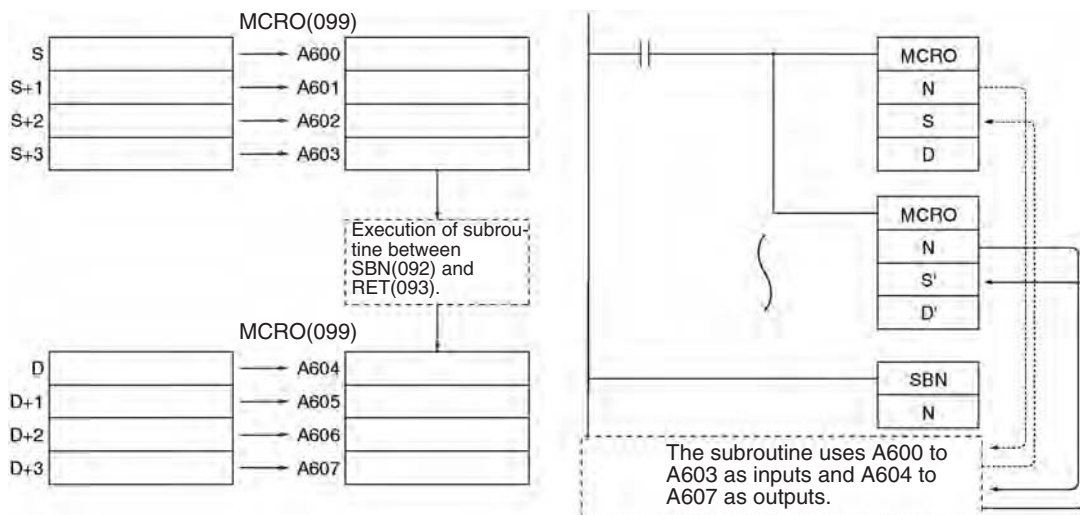 MCRO(099)
S
A600
S+1
A601
S+2
A602
S+3
A603
Execution of subrou-
tine between
SBN(092) and
RET(093).
MCRO(099)
D
A604
D+1
A605
D+2
A606
D+3
A607
MCRO
N
S
D
MCRO
N
S'
D'
SBN
N
The subroutine uses A600 to
A603 as inputs and A604 to
A607 as outputs.